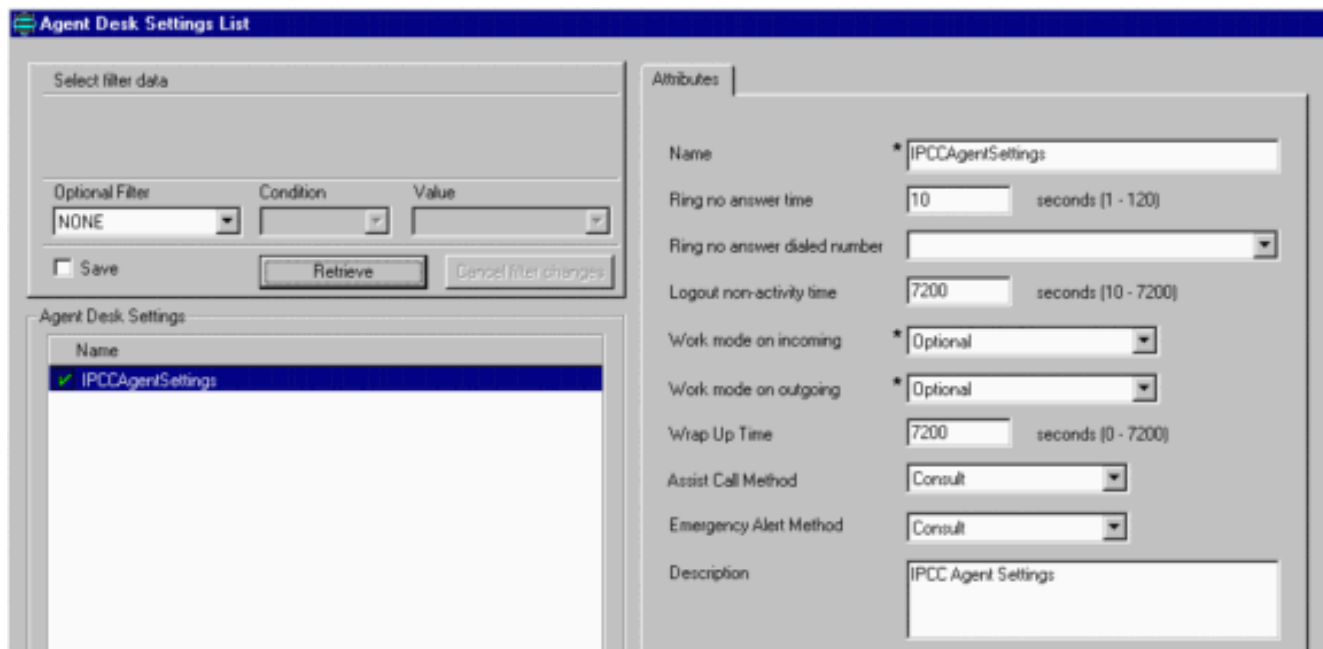 Agent Desk Settings List
Select filter data
Optional Filter Condition Value
NONE
Save Retrieve Cancel filter changes
Agent Desk Settings
Name
IPCCAgentSettings
Attributes
Name * IPCCAgentSettings
Ring no answer time 10 seconds (1 - 120)
Ring no answer dialed number
Logout non-activity time 7200 seconds (10 - 7200)
Work mode on incoming * Optional
Work mode on outgoing * Optional
Wrap Up Time 7200 seconds (0 - 7200)
Assist Call Method Consult
Emergency Alert Method Consult
Description IPCC Agent Settings